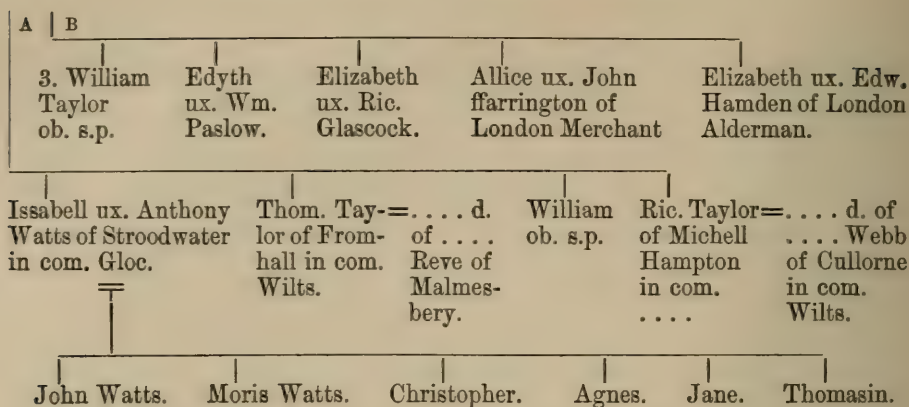 A B
3. William
Taylor
ob. s.p.
Edyth
ux. Wm.
Paslow.
Elizabeth
ux. Ric.
Glascock.
Allice ux. John
ffarrington of
London Merchant
Elizabeth ux. Edw.
Hamden of London
Alderman.
Issabell ux. Anthony
Watts of Stroodwater
in com. Gloc.
Thom. Tay-=.... d.
lor of From- of ....
hall in com. Reve of
Wilts. Malmes-
bery.
William
ob. s.p.
Ric. Taylor=.... d. of
of Michell .... Webb
Hampton of Cullorne
in com. in com.
.... Wilts.
John Watts. Moris Watts. Christopher. Agnes. Jane. Thomasin.